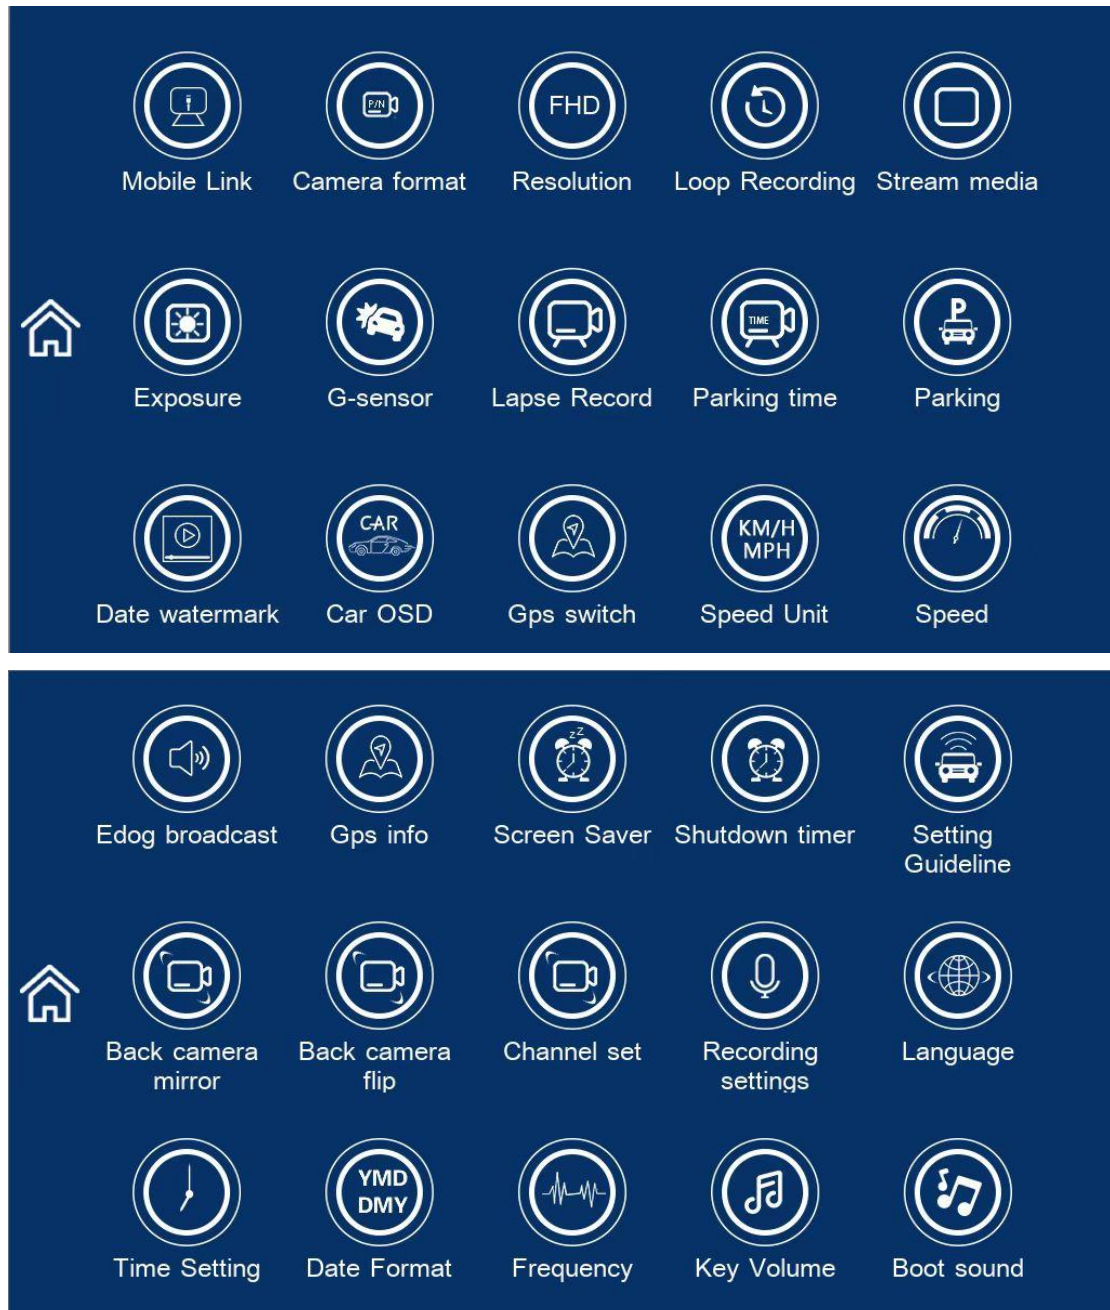 P/N
FHD
Mobile Link
Camera format
Resolution
Loop Recording
Stream media
TIME
P
Exposure
G-sensor
Lapse Record
Parking time
Parking
CAR
KM/H
MPH
Date watermark
Car OSD
Gps switch
Speed Unit
Speed
zZ
Edog broadcast
Gps info
Screen Saver
Shutdown timer
Setting
Guideline
Back camera
mirror
Back camera
flip
Channel set
Recording
settings
Language
YMD
DMY
Time Setting
Date Format
Frequency
Key Volume
Boot sound